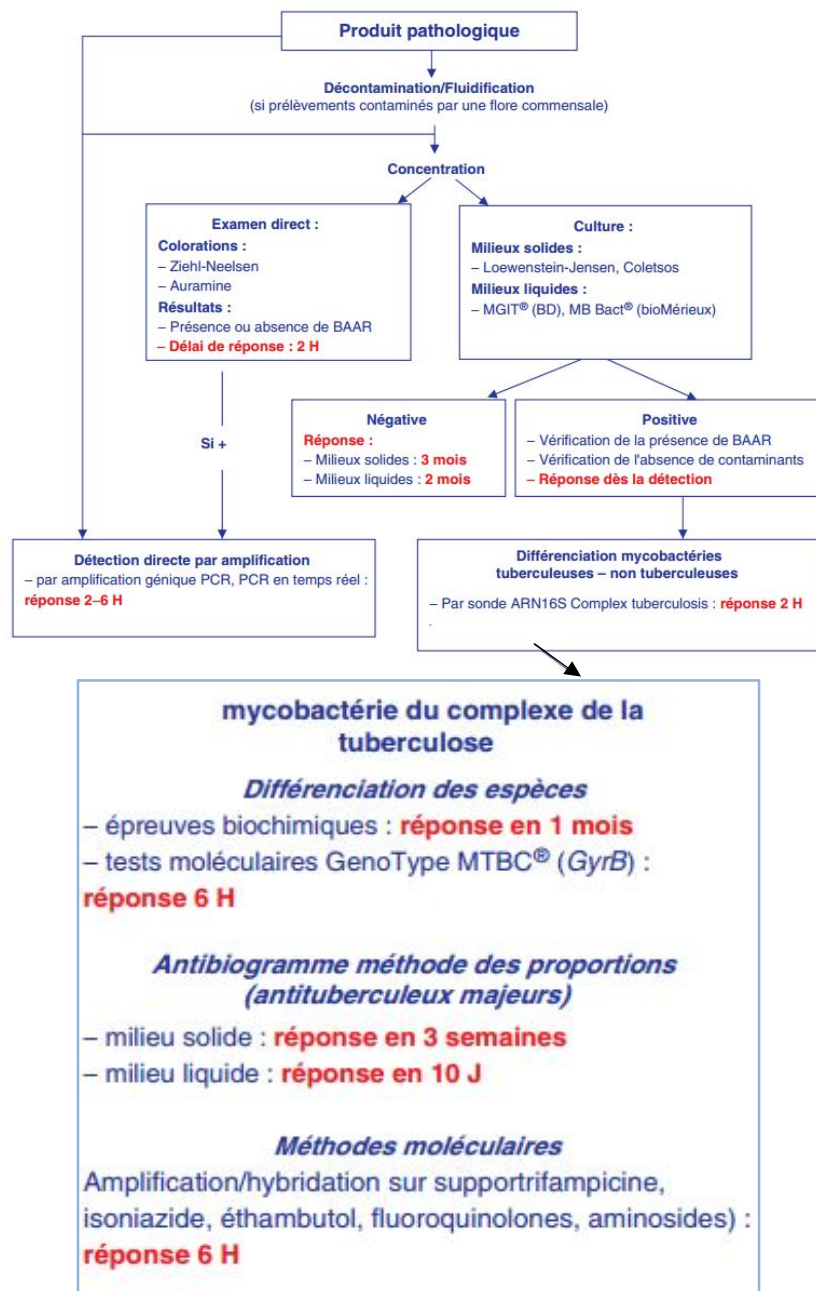 Produit pathologique
Décontamination/Fluidification
(si prélèvements contaminés par une flore commensale)
Concentration
Examen direct :
Colorations :
– Ziehl-Neelsen
– Auramine
Résultats :
– Présence ou absence de BAAR
– Délai de réponse : 2 H
Culture :
Milieux solides :
– Loewenstein-Jensen, Coletsos
Milieux liquides :
– MGIT® (BD), MB Bact® (bioMérieux)
Si +
Négative
Réponse :
– Milieux solides : 3 mois
– Milieux liquides : 2 mois
Positive
– Vérification de la présence de BAAR
– Vérification de l'absence de contaminants
– Réponse dès la détection
Détection directe par amplification
– par amplification génique PCR, PCR en temps réel :
réponse 2–6 H
Différenciation mycobactéries
tuberculeuses – non tuberculeuses
– Par sonde ARN16S Complex tuberculosis : réponse 2 H
.
mycobactérie du complexe de la
tuberculose
Différenciation des espèces
– épreuves biochimiques : réponse en 1 mois
– tests moléculaires GenoType MTBC® (GyrB) :
réponse 6 H
Antibiogramme méthode des proportions
(antituberculeux majeurs)
– milieu solide : réponse en 3 semaines
– milieu liquide : réponse en 10 J
Méthodes moléculaires
Amplification/hybridation sur supportrifampicine,
isoniazide, éthambutol, fluoroquinolones, aminosides) :
réponse 6 H